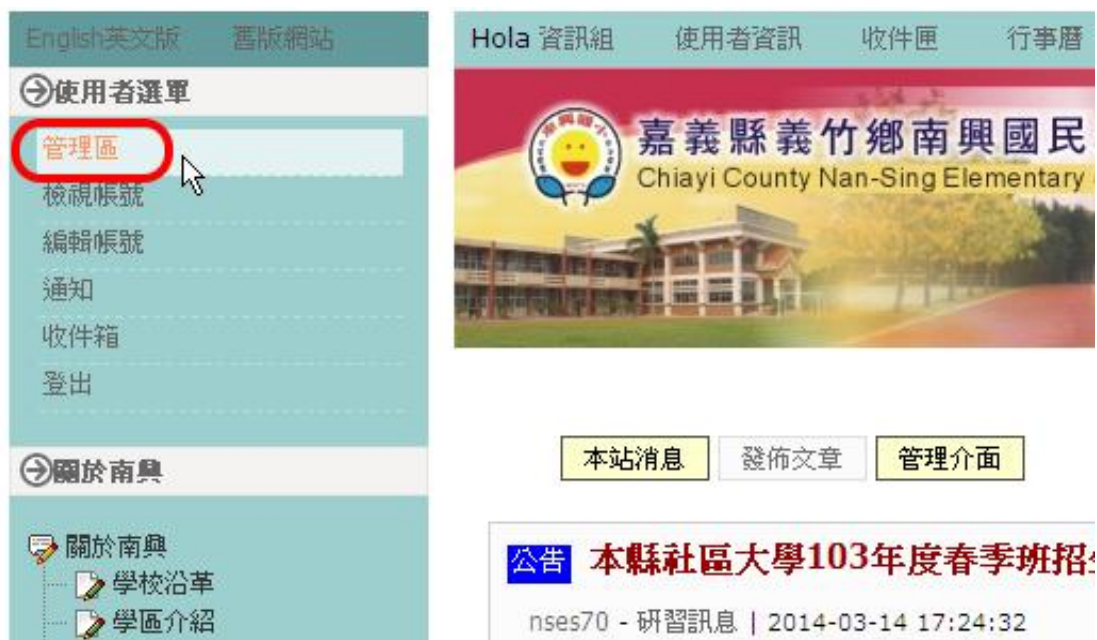 English英文版 舊版網站
使用者選單
管理區
檢視帳號
編輯帳號
通知
收件箱
登出
關於南興
關於南興
學校沿革
學區介紹
Hola 資訊組 使用者資訊 收件匣 行事曆
嘉義縣義竹鄉南興國民
Chiayi County Nan-Sing Elementary
本站消息 發佈文章 管理介面
公告 本縣社區大學103年度春季班招生
nses70 - 研習訊息 | 2014-03-14 17:24:32